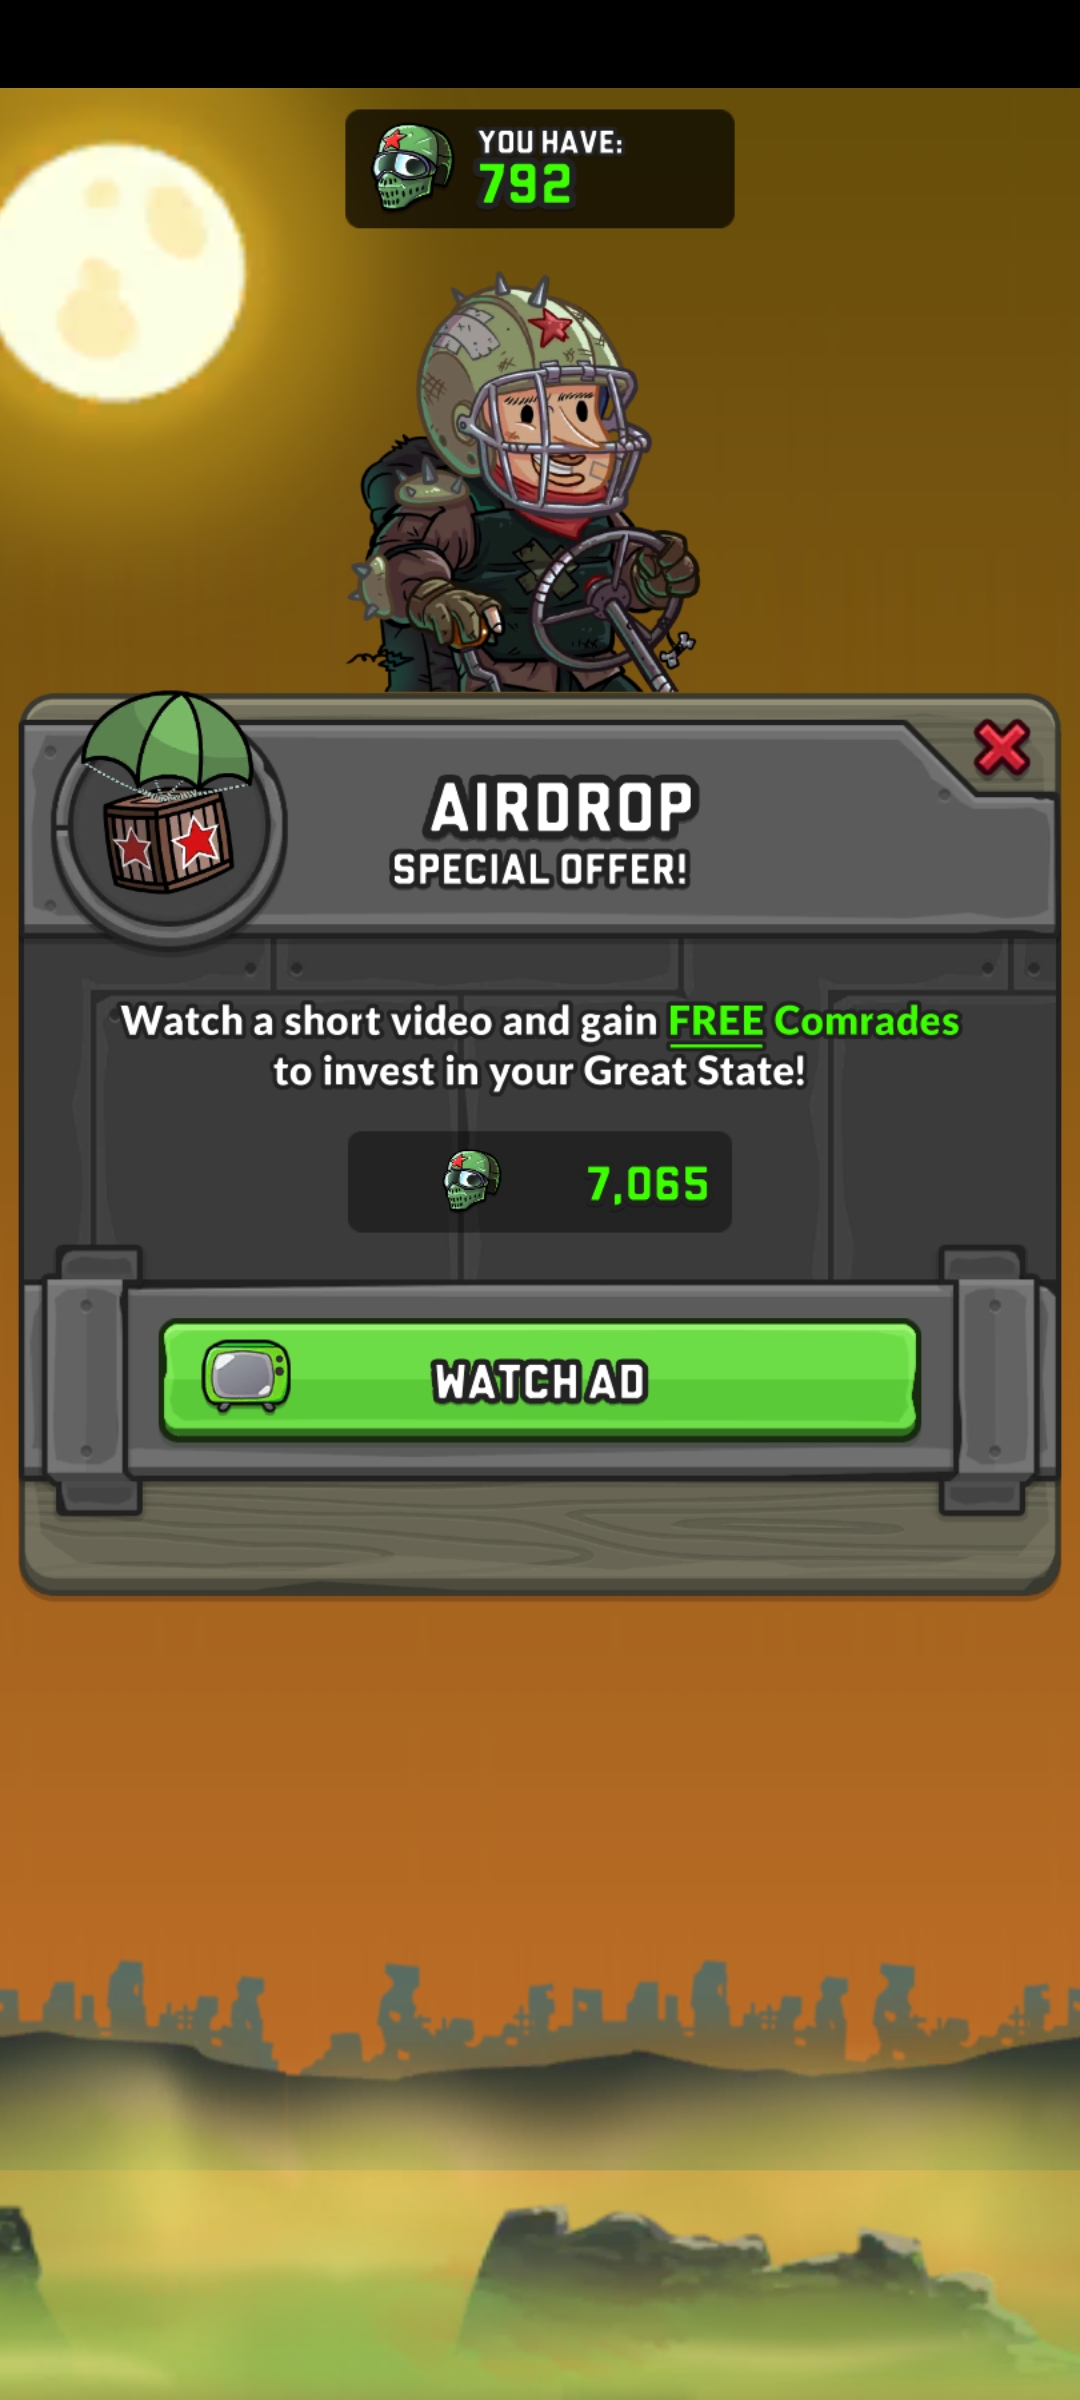 YOU HAVE:
792
AIRDROP
SPECIAL OFFER!
Watch a short video and gain FREE Comrades
to invest in your Great State!
7,065
WATCH AD